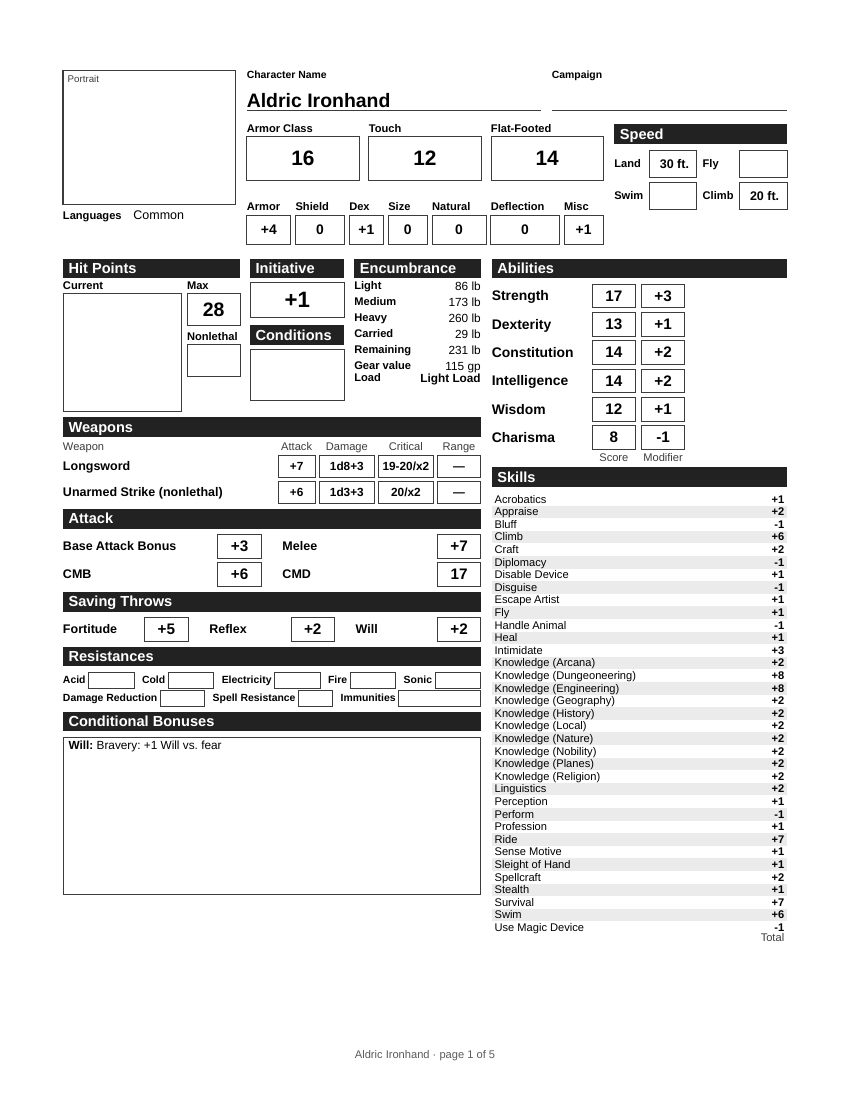 Portrait
Character Name Campaign
Aldric Ironhand
Armor Class Touch Flat-Footed
16 12 14
Speed
Land 30 ft. Fly
Swim Climb 20 ft.
Languages Common
Armor Shield Dex Size Natural Deflection Misc
+4 0 +1 0 0 0 +1
Hit Points
Current Max
28
Nonlethal
Initiative
+1
Conditions
Encumbrance
Light 86 lb
Medium 173 lb
Heavy 260 lb
Carried 29 lb
Remaining 231 lb
Gear value 115 gp
Load Light Load
Abilities
Strength 17 +3
Dexterity 13 +1
Constitution 14 +2
Intelligence 14 +2
Wisdom 12 +1
Charisma 8 -1
Score Modifier
Weapons
Weapon Attack Damage Critical Range
Longsword +7 1d8+3 19-20/x2 —
Unarmed Strike (nonlethal) +6 1d3+3 20/x2 —
Attack
Base Attack Bonus +3 Melee +7
CMB +6 CMD 17
Saving Throws
Fortitude +5 Reflex +2 Will +2
Resistances
Acid Cold Electricity Fire Sonic
Damage Reduction Spell Resistance Immunities
Conditional Bonuses
Will: Bravery: +1 Will vs. fear
Skills
Acrobatics +1
Appraise +2
Bluff -1
Climb +6
Craft +2
Diplomacy -1
Disable Device +1
Disguise -1
Escape Artist +1
Fly +1
Handle Animal -1
Heal +1
Intimidate +3
Knowledge (Arcana) +2
Knowledge (Dungeoneering) +8
Knowledge (Engineering) +8
Knowledge (Geography) +2
Knowledge (History) +2
Knowledge (Local) +2
Knowledge (Nature) +2
Knowledge (Nobility) +2
Knowledge (Planes) +2
Knowledge (Religion) +2
Linguistics +2
Perception +1
Perform -1
Profession +1
Ride +7
Sense Motive +1
Sleight of Hand +1
Spellcraft +2
Stealth +1
Survival +7
Swim +6
Use Magic Device -1
Total
Aldric Ironhand · page 1 of 5